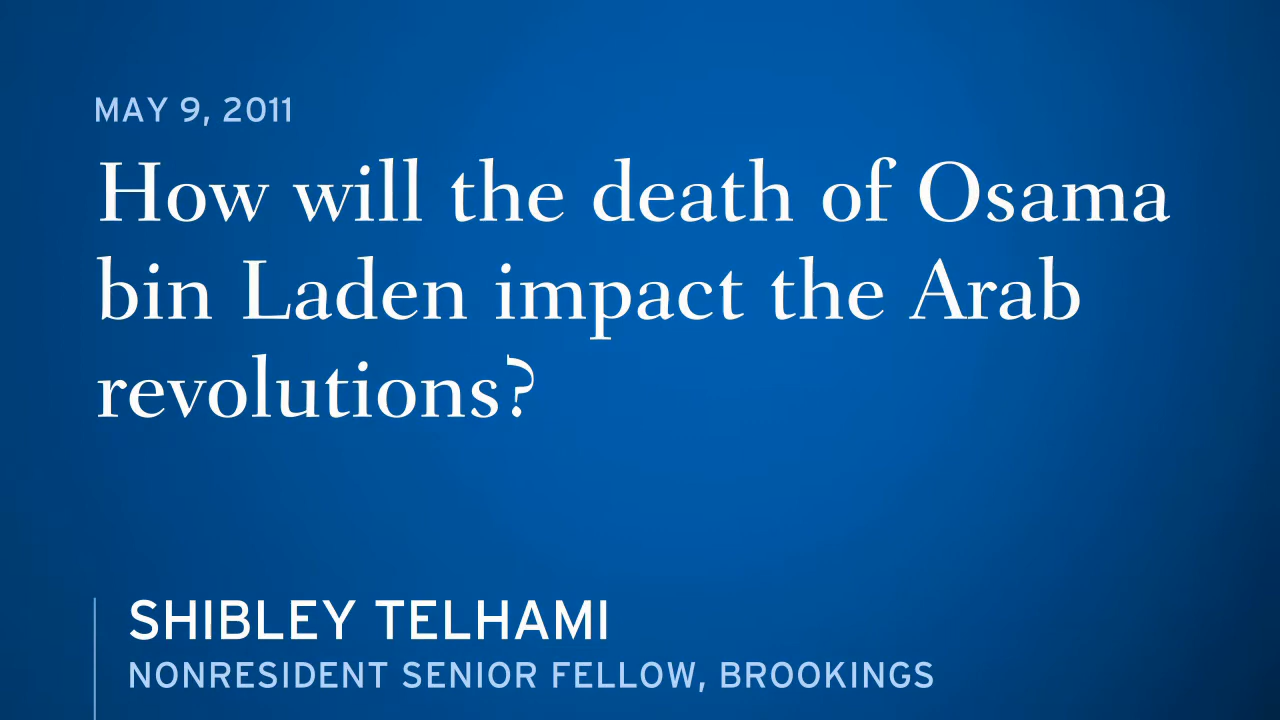 MAY 9, 2011
How will the death of Osama
bin Laden impact the Arab
revolutions?
SHIBLEY TELHAMI
NONRESIDENT SENIOR FELLOW, BROOKINGS